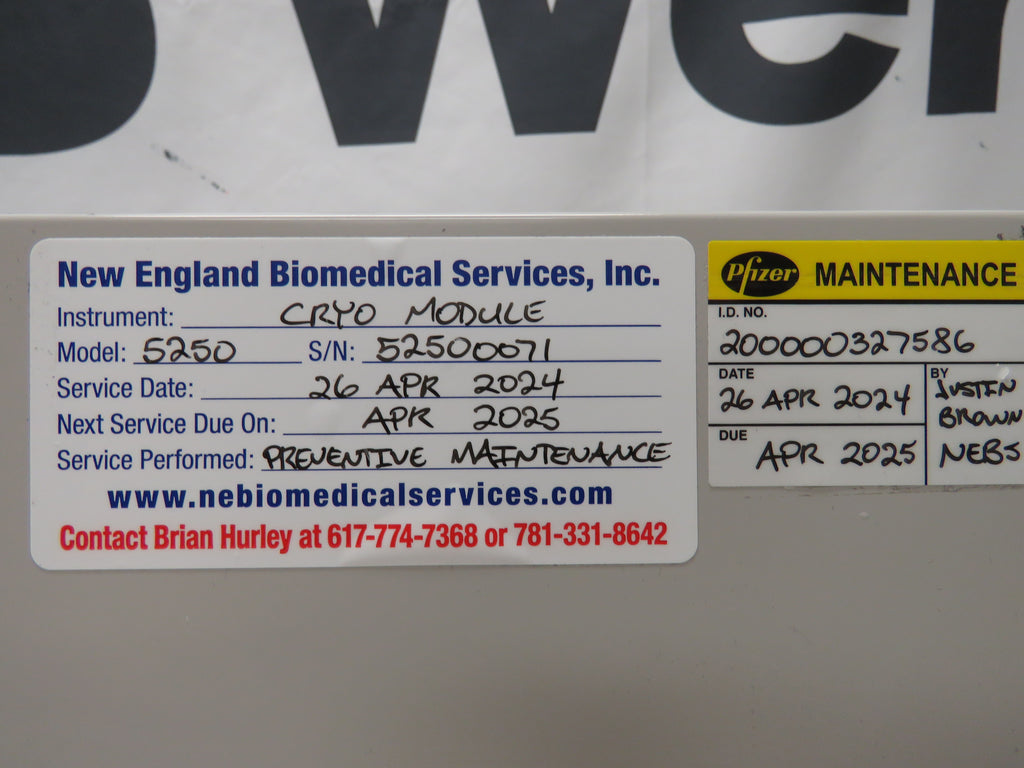 wer
New England Biomedical Services, Inc.
Instrument: CRYO MODULE
Model: 5250 S/N: 52500071
Service Date: 26 APR 2024
Next Service Due On: APR 2025
Service Performed: PREVENTIVE MAINTENANCE
www.nebiomedicalservices.com
Contact Brian Hurley at 617-774-7368 or 781-331-8642
Pfizer MAINTENANCE
I.D. NO.
200000327586
DATE
26 APR 2024
BY
JUSTIN
BROWN
NEBS
DUE
APR 2025